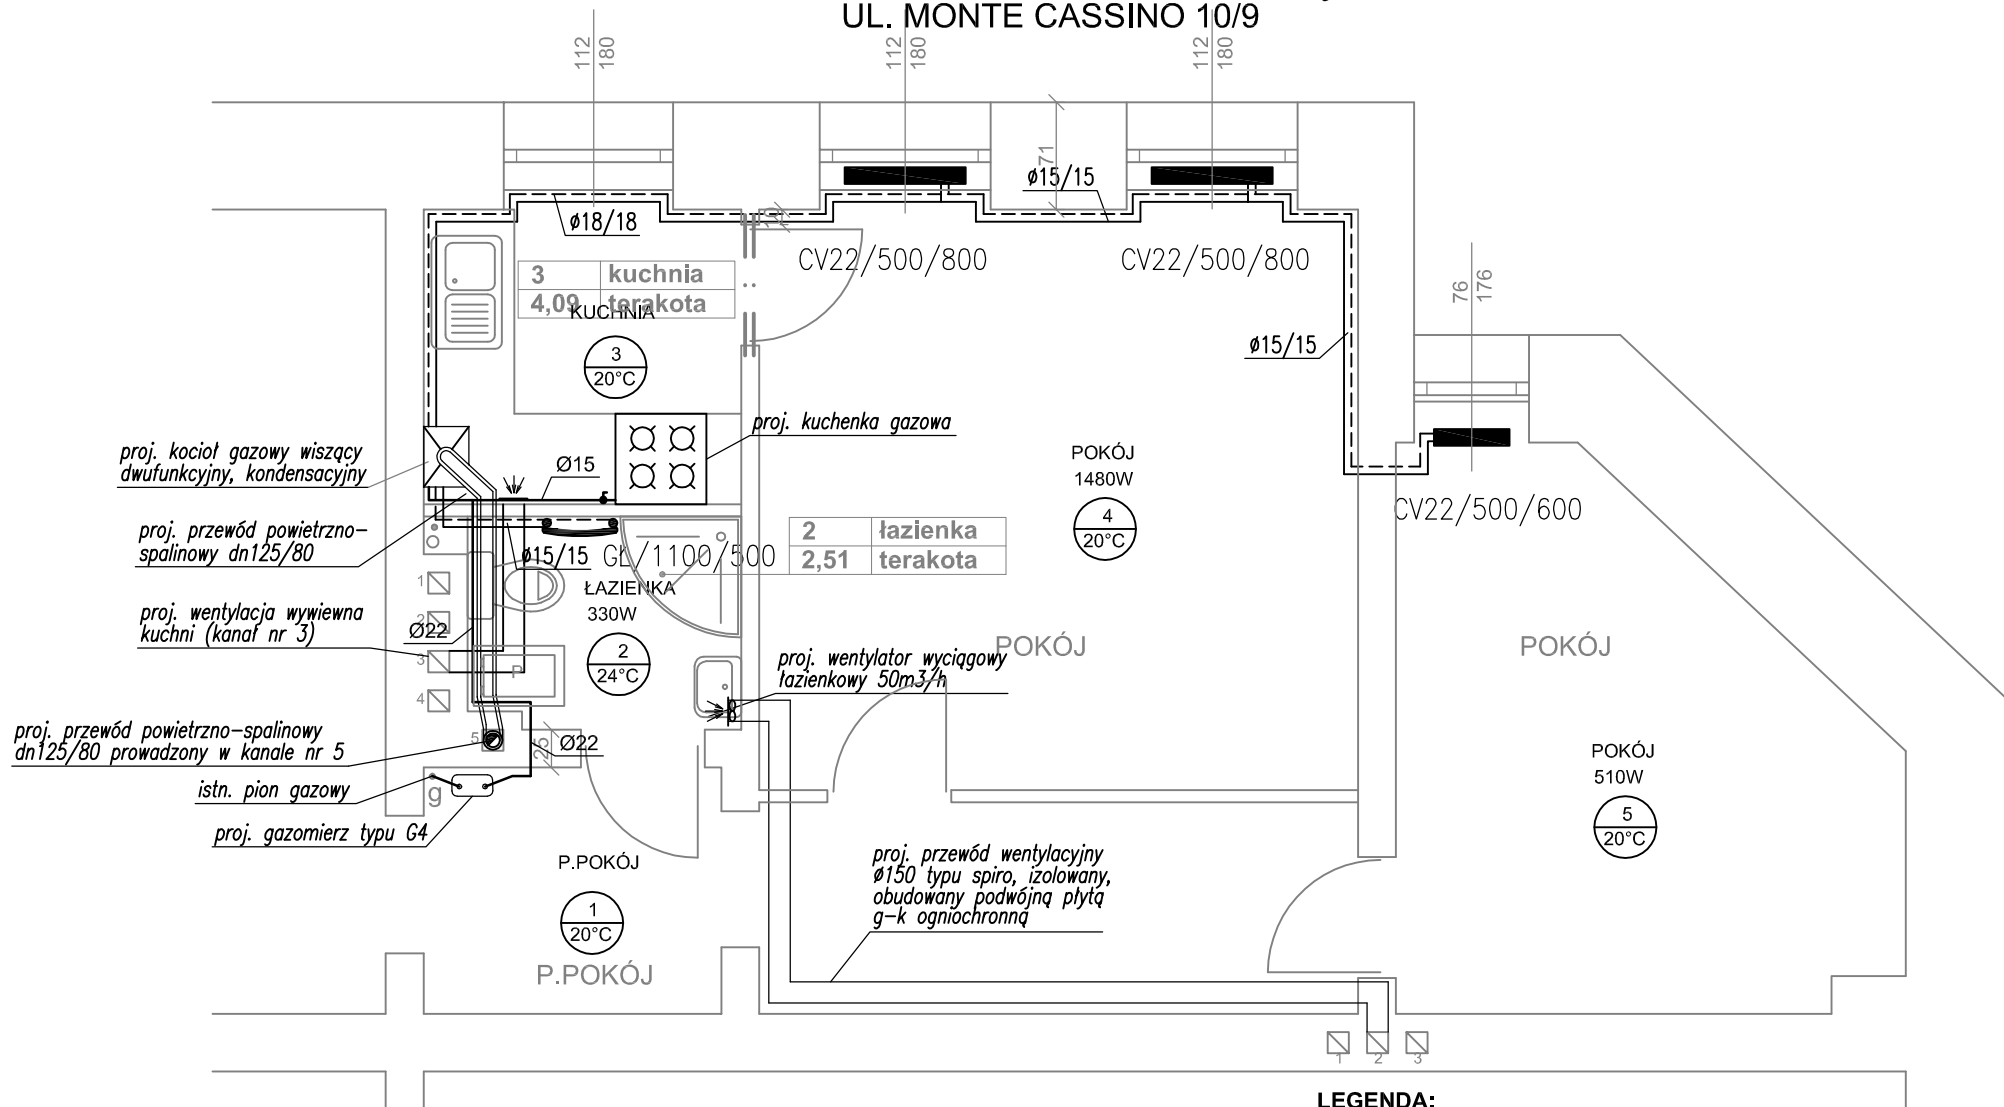 UL. MONTE CASSINO 10/9
112
180
112
180
112
180
71
ø15/15
ø18/18
CV22/500/800
CV22/500/800
76
176
3 kuchnia
4,09 terakota
KUCHNIA
3
20°C
ø15/15
proj. kuchenka gazowa
proj. kocioł gazowy wiszący
dwufunkcyjny, kondensacyjny
Ø15
POKÓJ
1480W
4
20°C
CV22/500/600
proj. przewód powietrzno-
spalinowy dn125/80
ø15/15
GŁ/1100/500
2 łazienka
2,51 terakota
ŁAZIENKA
330W
2
24°C
1
2
3
4
5
proj. wentylacja wywiewna
kuchni (kanał nr 3)
Ø22
P
POKÓJ
POKÓJ
proj. wentylator wyciągowy
łazienkowy 50m3/h
proj. przewód powietrzno-spalinowy
dn125/80 prowadzony w kanale nr 5
Ø22
25
istn. pion gazowy
g
proj. gazomierz typu G4
POKÓJ
510W
5
20°C
P.POKÓJ
1
20°C
P.POKÓJ
proj. przewód wentylacyjny
ø150 typu spiro, izolowany,
obudowany podwójną płytą
g-k ogniochronną
1
2
3
LEGENDA: